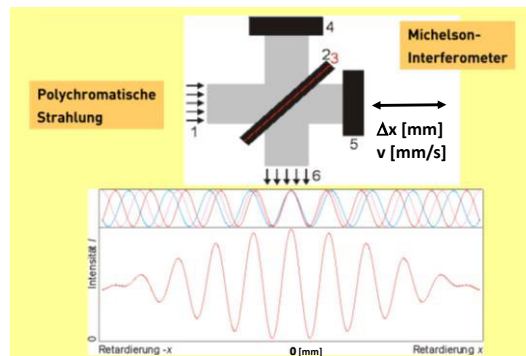 Michelson-
Interferometer
Polychromatische
Strahlung
4
2 3
1
5
6
Δx [mm]
v [mm/s]
Intensität I
0
Retardierung -x
0 [mm]
Retardierung x